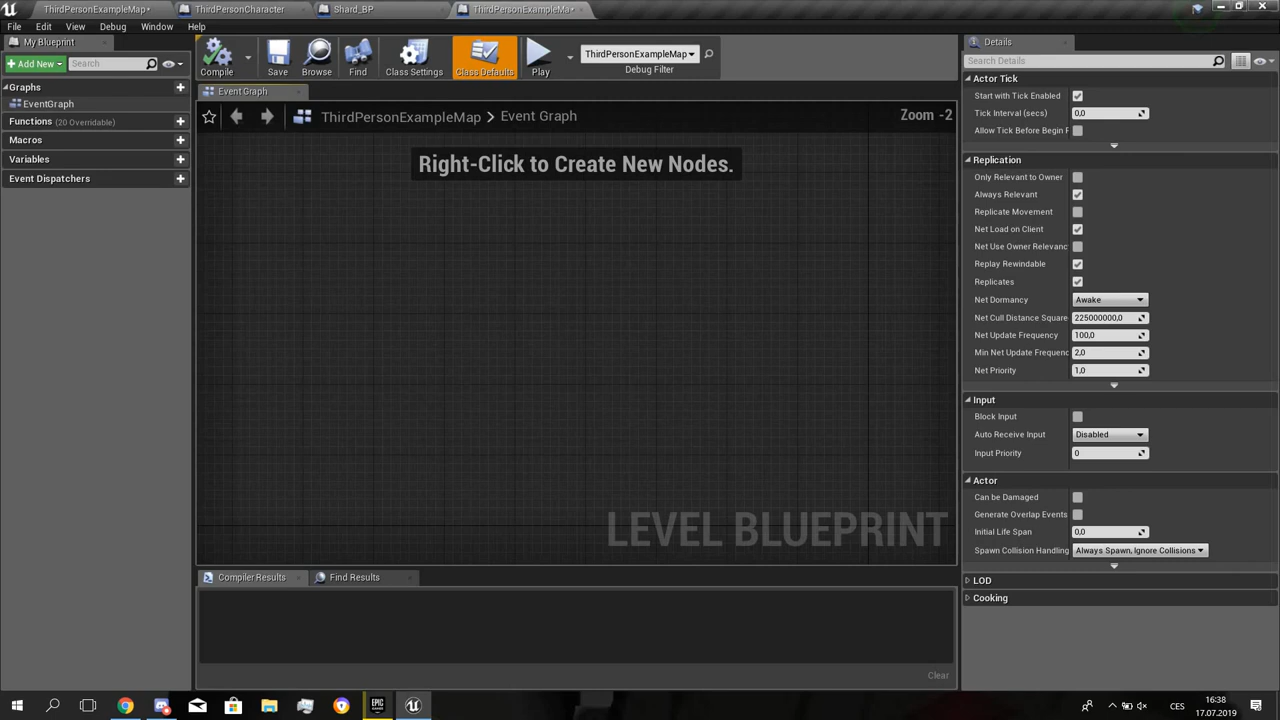 ThirdPersonExampleMap*
ThirdPersonCharacter
Shard_BP
ThirdPersonExampleMa
File Edit View Debug Window Help
My Blueprint
Details
+ Add New
Search
Compile
Save
Browse
Find
Class Settings
Class Defaults
Play
ThirdPersonExampleMap
Debug Filter
Search Details
Graphs
EventGraph
Functions (20 Overridable)
Macros
Variables
Event Dispatchers
Event Graph
ThirdPersonExampleMap > Event Graph
Zoom -2
Right-Click to Create New Nodes.
LEVEL BLUEPRINT
Compiler Results
Find Results
Clear
Actor Tick
Start with Tick Enabled
Tick Interval (secs) 0,0
Allow Tick Before Begin
Replication
Only Relevant to Owner
Always Relevant
Replicate Movement
Net Load on Client
Net Use Owner Relevanc
Replay Rewindable
Replicates
Net Dormancy Awake
Net Cull Distance Square 225000000,0
Net Update Frequency 100,0
Min Net Update Frequenc 2,0
Net Priority 1,0
Input
Block Input
Auto Receive Input Disabled
Input Priority 0
Actor
Can be Damaged
Generate Overlap Events
Initial Life Span 0,0
Spawn Collision Handling Always Spawn, Ignore Collisions
LOD
Cooking
EPIC
GAMES
CES
16:38
17.07.2019